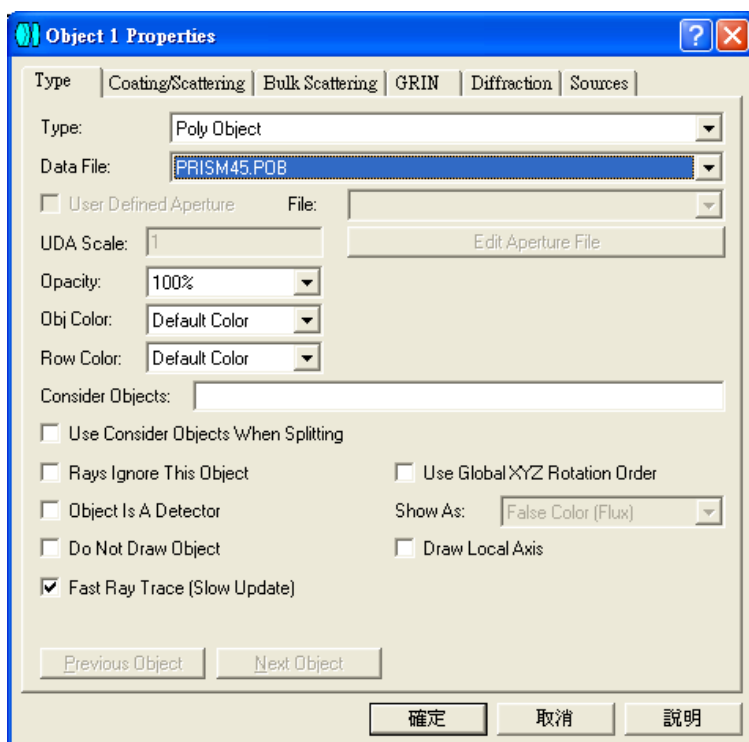 Object 1 Properties
Type Coating/Scattering Bulk Scattering GRIN Diffraction Sources
Type: Poly Object
Data File: PRISM45.POB
User Defined Aperture File:
UDA Scale: 1 Edit Aperture File
Opacity: 100%
Obj Color: Default Color
Row Color: Default Color
Consider Objects:
Use Consider Objects When Splitting
Rays Ignore This Object Use Global XYZ Rotation Order
Object Is A Detector Show As: False Color (Flux)
Do Not Draw Object Draw Local Axis
Fast Ray Trace (Slow Update)
Previous Object Next Object
確定 取消 說明